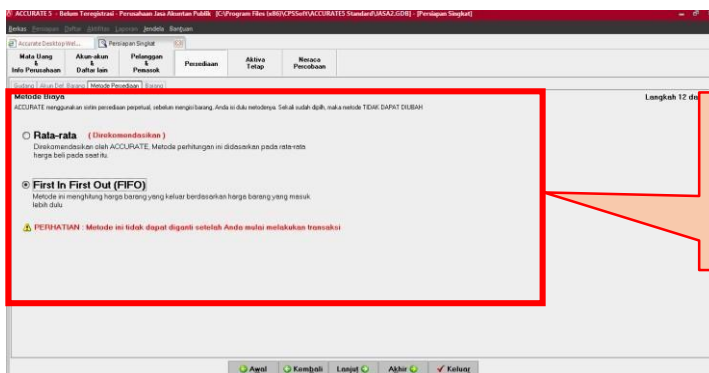 ACCURATE 5 - Belum Teregistrasi - Perusahaan Jasa Akuntan Publik [C:\Program Files (x86)\CPSSoft\ACCURATE5 Standard\JASA2.GDB] - [Persiapan Singkat]
Berkas Persiapan Daftar Aktifitas Laporan Jendela Bantuan
Accurate Desktop Wel... Persiapan Singkat
Mata Uang & Info Perusahaan
Akun-akun & Daftar lain
Pelanggan & Pemasok
Persediaan
Aktiva Tetap
Neraca Percobaan
Gudang Akun Def. Barang Metode Persediaan Barang
Metode Biaya
Langkah 12 da
ACCURATE menggunakan sistim persediaan perpetual, sebelum mengisi barang, Anda isi dulu metodenya. Sekali sudah dipilh, maka metode TIDAK DAPAT DIUBAH
Rata-rata ( Direkomendasikan )
Direkomendasikan oleh ACCURATE, Metode perhitungan ini didasarkan pada rata-rata
harga beli pada saat itu.
First In First Out (FIFO)
Metode ini menghitung harga barang yang keluar berdasarkan harga barang yang masuk
lebih dulu
PERHATIAN : Metode ini tidak dapat diganti setelah Anda mulai melakukan transaksi
Awal Kembali Lanjut Akhir Keluar